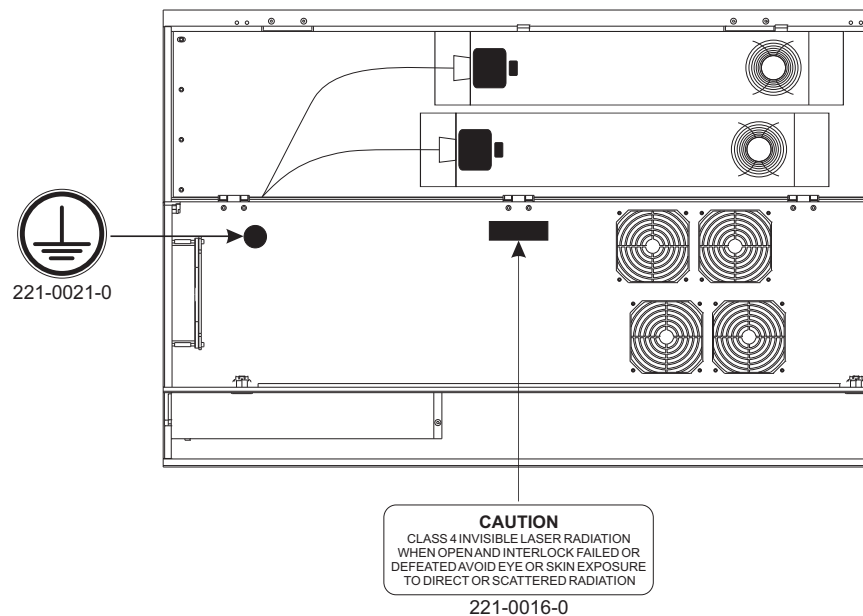 221-0021-0
CAUTION
CLASS 4 INVISIBLE LASER RADIATION
WHEN OPEN AND INTERLOCK FAILED OR
DEFEATED AVOID EYE OR SKIN EXPOSURE
TO DIRECT OR SCATTERED RADIATION
221-0016-0